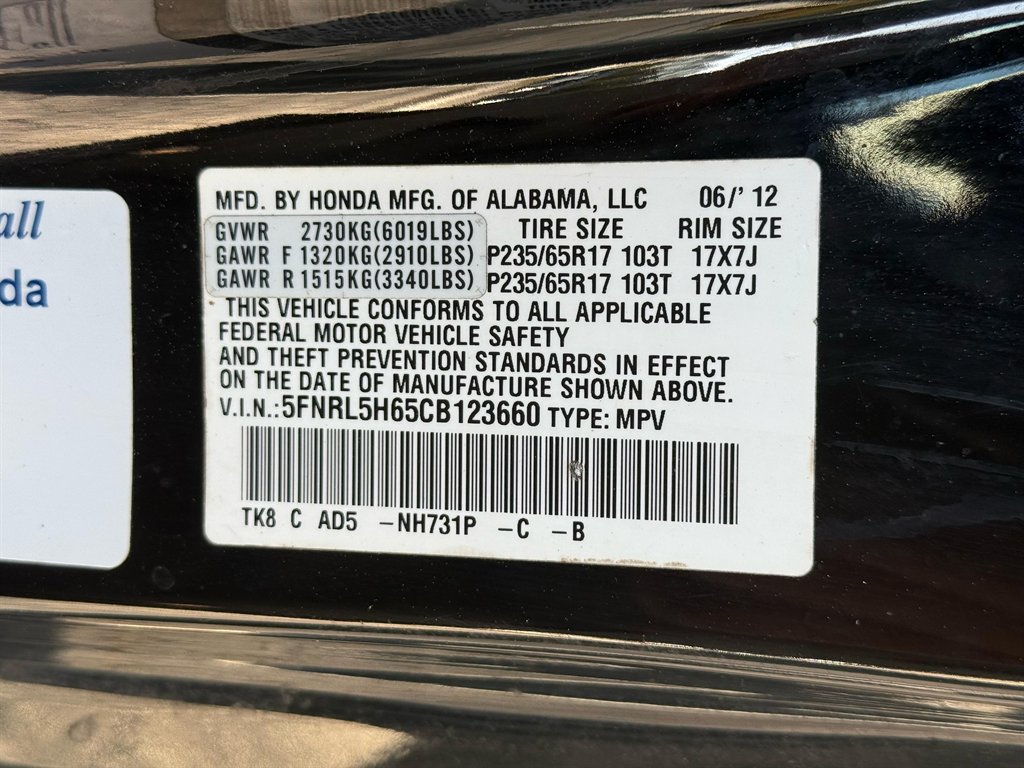 all
da
MFD. BY HONDA MFG. OF ALABAMA, LLC 06/' 12
GVWR 2730KG(6019LBS) TIRE SIZE RIM SIZE
GAWR F 1320KG(2910LBS) P235/65R17 103T 17X7J
GAWR R 1515KG(3340LBS) P235/65R17 103T 17X7J
THIS VEHICLE CONFORMS TO ALL APPLICABLE
FEDERAL MOTOR VEHICLE SAFETY
AND THEFT PREVENTION STANDARDS IN EFFECT
ON THE DATE OF MANUFACTURE SHOWN ABOVE.
V.I.N.:5FNRL5H65CB123660 TYPE: MPV
TK8 C AD5 -NH731P -C -B